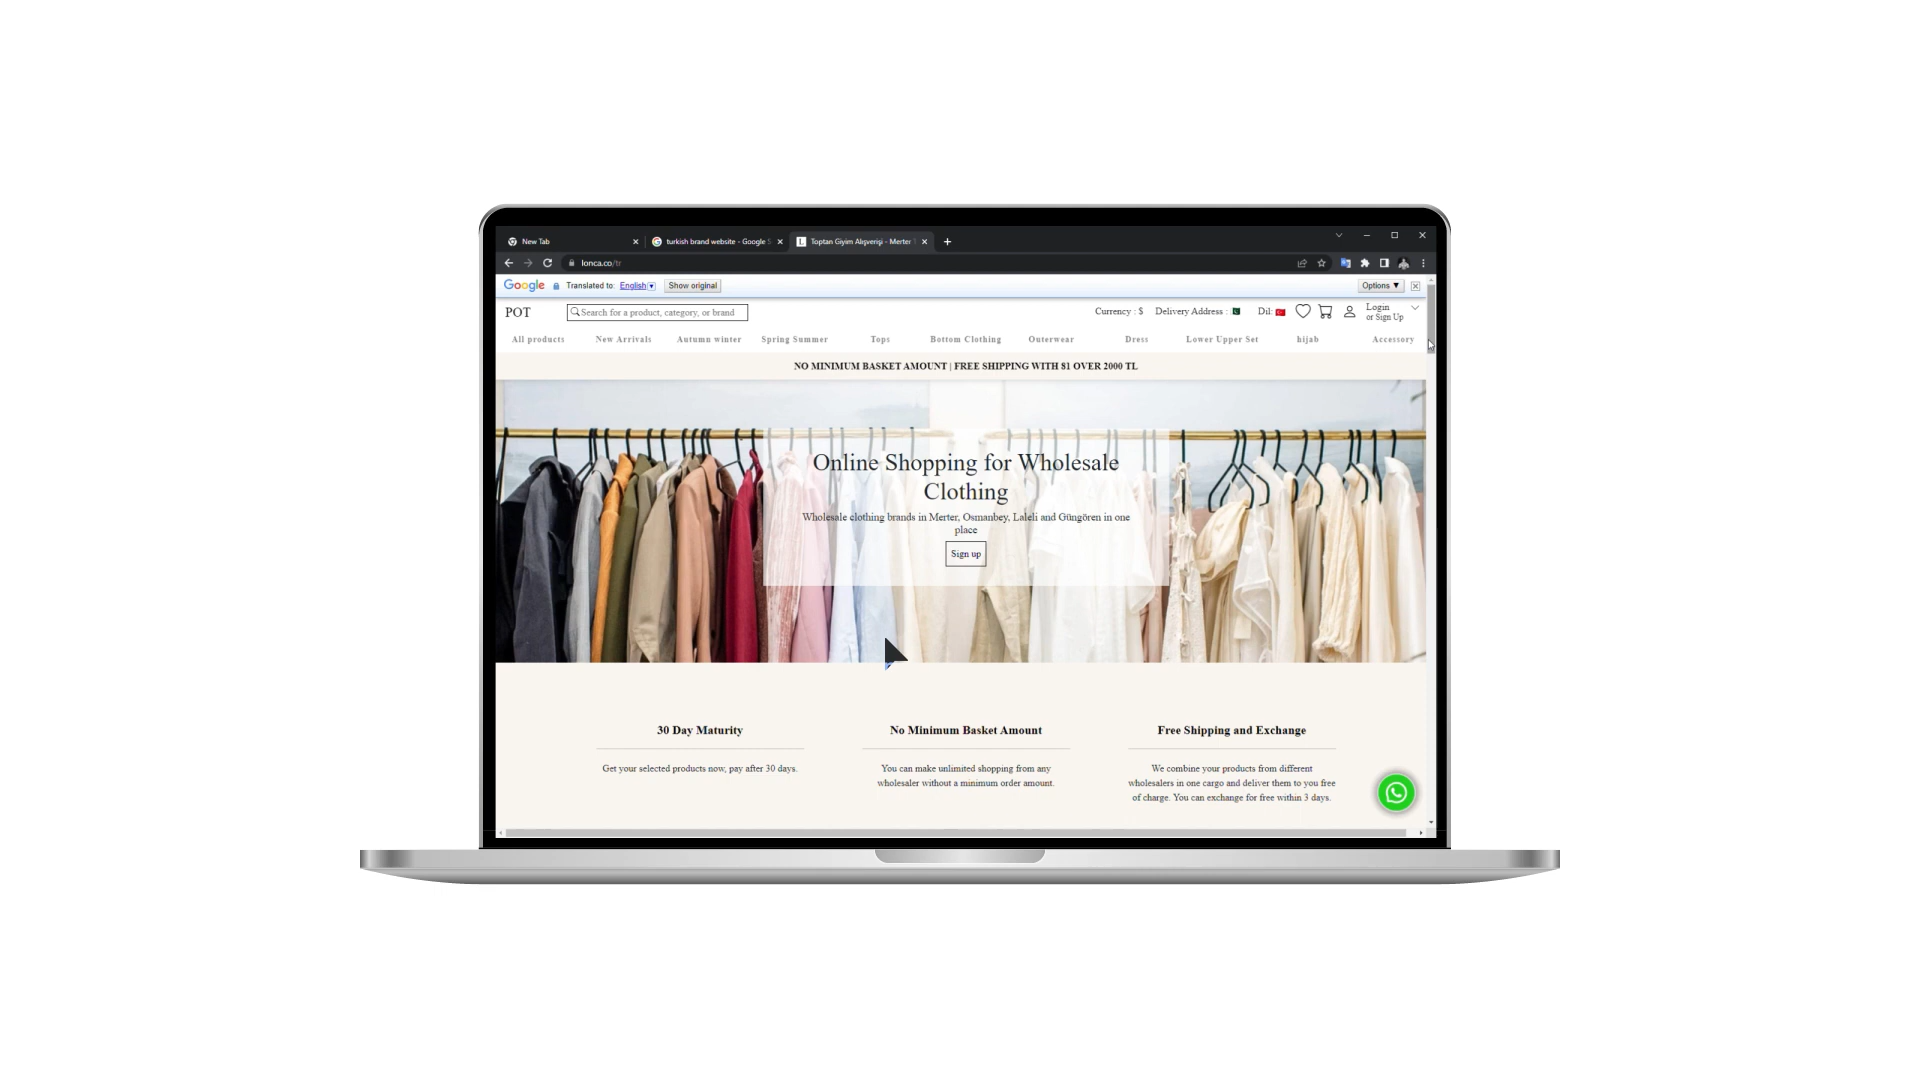 New Tab
turkish brand website - Google S
Toptan Giyim Alışverişi - Merter T
lonca.co/tr
Google
Translated to: English
Show original
Options ▼
POT
Search for a product, category, or brand
Currency : $
Delivery Address :
Dil:
Login
or Sign Up
All products
New Arrivals
Autumn winter
Spring Summer
Tops
Bottom Clothing
Outerwear
Dress
Lower Upper Set
hijab
Accessory
NO MINIMUM BASKET AMOUNT | FREE SHIPPING WITH $1 OVER 2000 TL
Online Shopping for Wholesale
Clothing
Wholesale clothing brands in Merter, Osmanbey, Laleli and Güngören in one
place
Sign up
30 Day Maturity
Get your selected products now, pay after 30 days.
No Minimum Basket Amount
You can make unlimited shopping from any
wholesaler without a minimum order amount.
Free Shipping and Exchange
We combine your products from different
wholesalers in one cargo and deliver them to you free
of charge. You can exchange for free within 3 days.